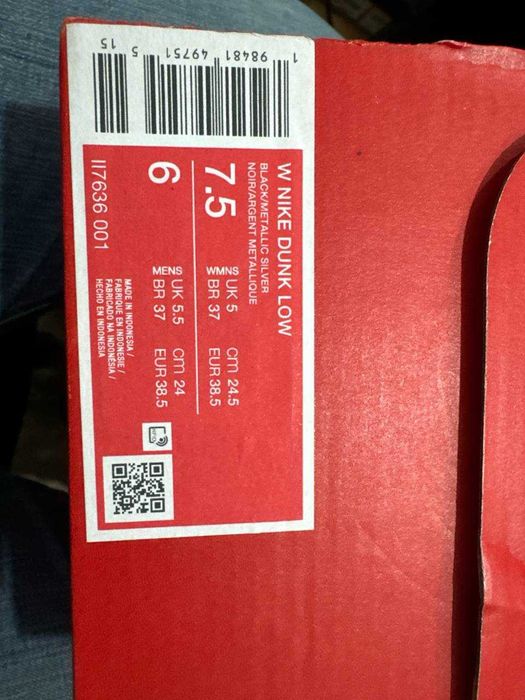 1 98481 49751 5 15
W NIKE DUNK LOW
BLACK/METALLIC SILVER
NOIR/ARGENT METALLIQUE
7.5 WMNS UK 5 cm 24.5
BR 37 EUR 38.5
6 MENS UK 5.5 cm 24
BR 37 EUR 38.5
II7636 001
MADE IN INDONESIA /
FABRIQUE EN INDONESIE /
FABRICADO NA INDONÉSIA /
HECHO EN INDONESIA